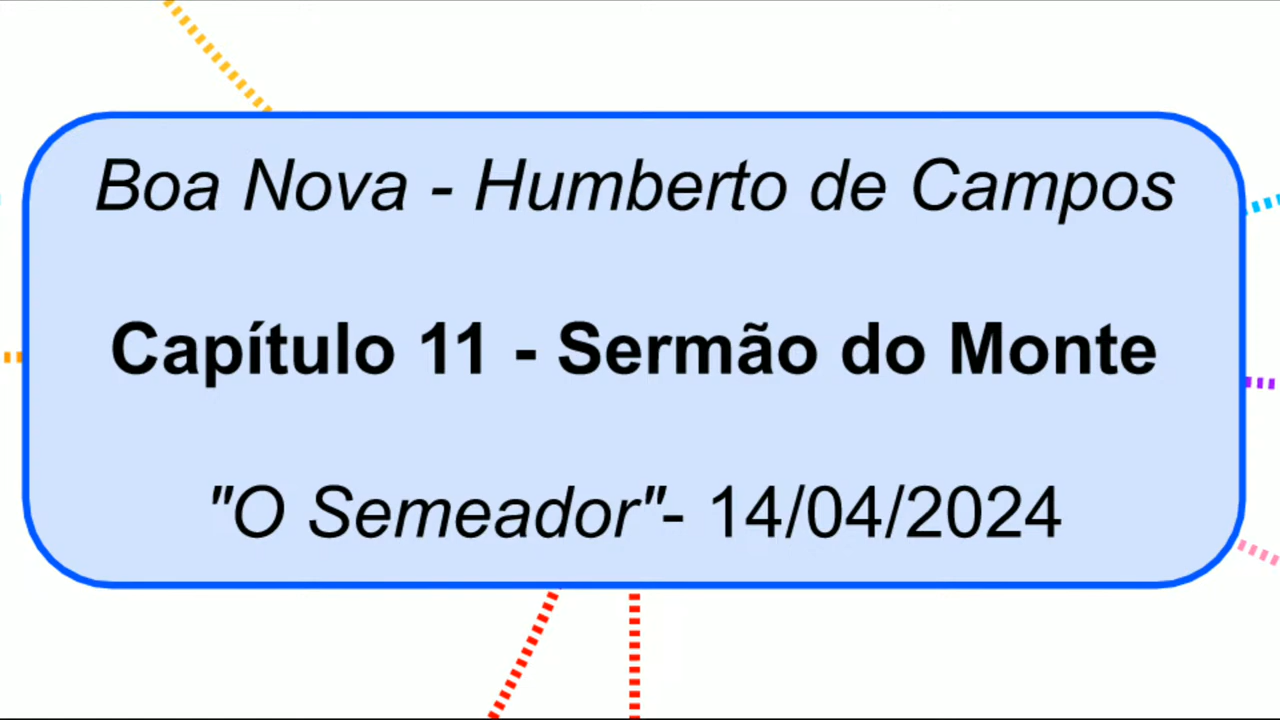 Boa Nova - Humberto de Campos
Capítulo 11 - Sermão do Monte
"O Semeador"- 14/04/2024